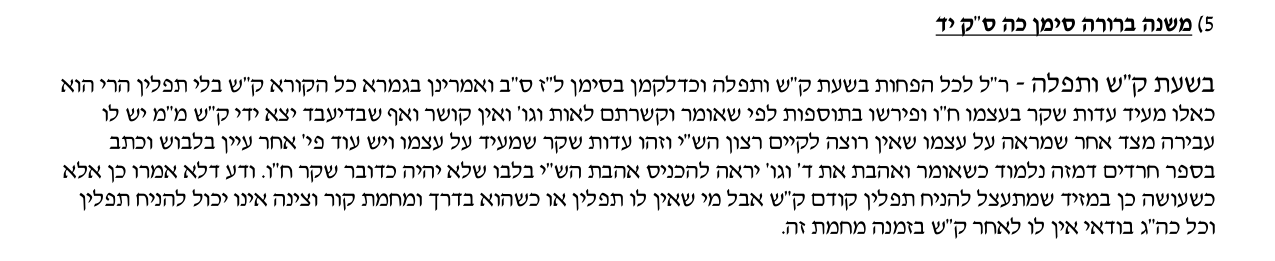 5) משנה ברורה סימן כה ס"ק יד
בשעת ק"ש ותפלה - ר"ל לכל הפחות בשעת ק"ש ותפלה וכדלקמן בסימן ל"ז ס"ב ואמרינן בגמרא כל הקורא ק"ש בלי תפלין הרי הוא
כאלו מעיד עדות שקר בעצמו ח"ו ופירשו בתוספות לפי שאומר וקשרתם לאות וגו' ואין קושר ואף שבדיעבד יצא ידי ק"ש מ"מ יש לו
עבירה מצד אחר שמראה על עצמו שאין רוצה לקיים רצון הש"י וזהו עדות שקר שמעיד על עצמו ויש עוד פי' אחר עיין בלבוש וכתב
בספר חרדים דמזה נלמוד כשאומר ואהבת את ד' וגו' יראה להכניס אהבת הש"י בלבו שלא יהיה כדובר שקר ח"ו. ודע דלא אמרו כן אלא
כשעושה כן במזיד שמתעצל להניח תפלין קודם ק"ש אבל מי שאין לו תפלין או כשהוא בדרך ומחמת קור וצינה אינו יכול להניח תפלין
וכל כה"ג בודאי אין לו לאחר ק"ש בזמנה מחמת זה.